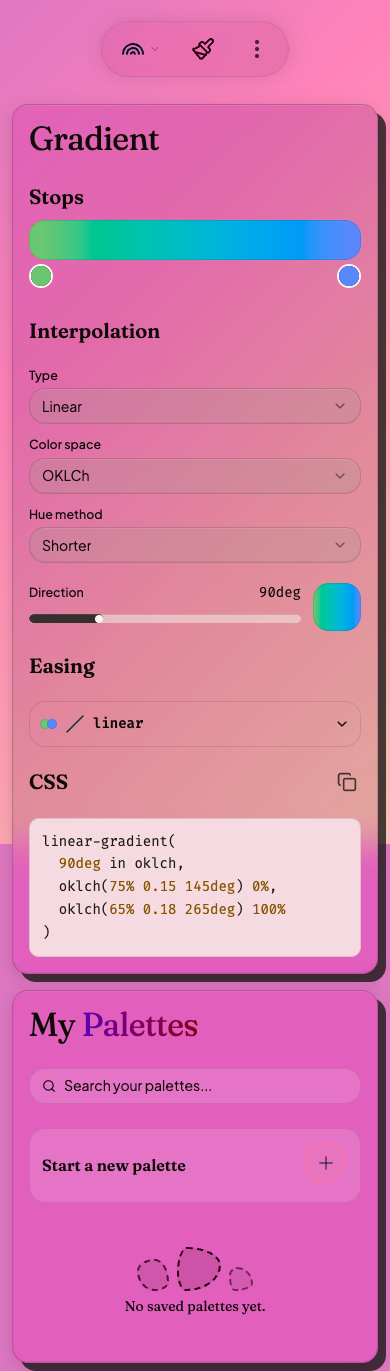 Gradient
Stops
Interpolation
Type
Linear
Color space
OKLCh
Hue method
Shorter
Direction 90deg
Easing
linear
CSS
linear-gradient(
  90deg in oklch,
  oklch(75% 0.15 145deg) 0%,
  oklch(65% 0.18 265deg) 100%
)
My Palettes
Search your palettes...
Start a new palette
No saved palettes yet.